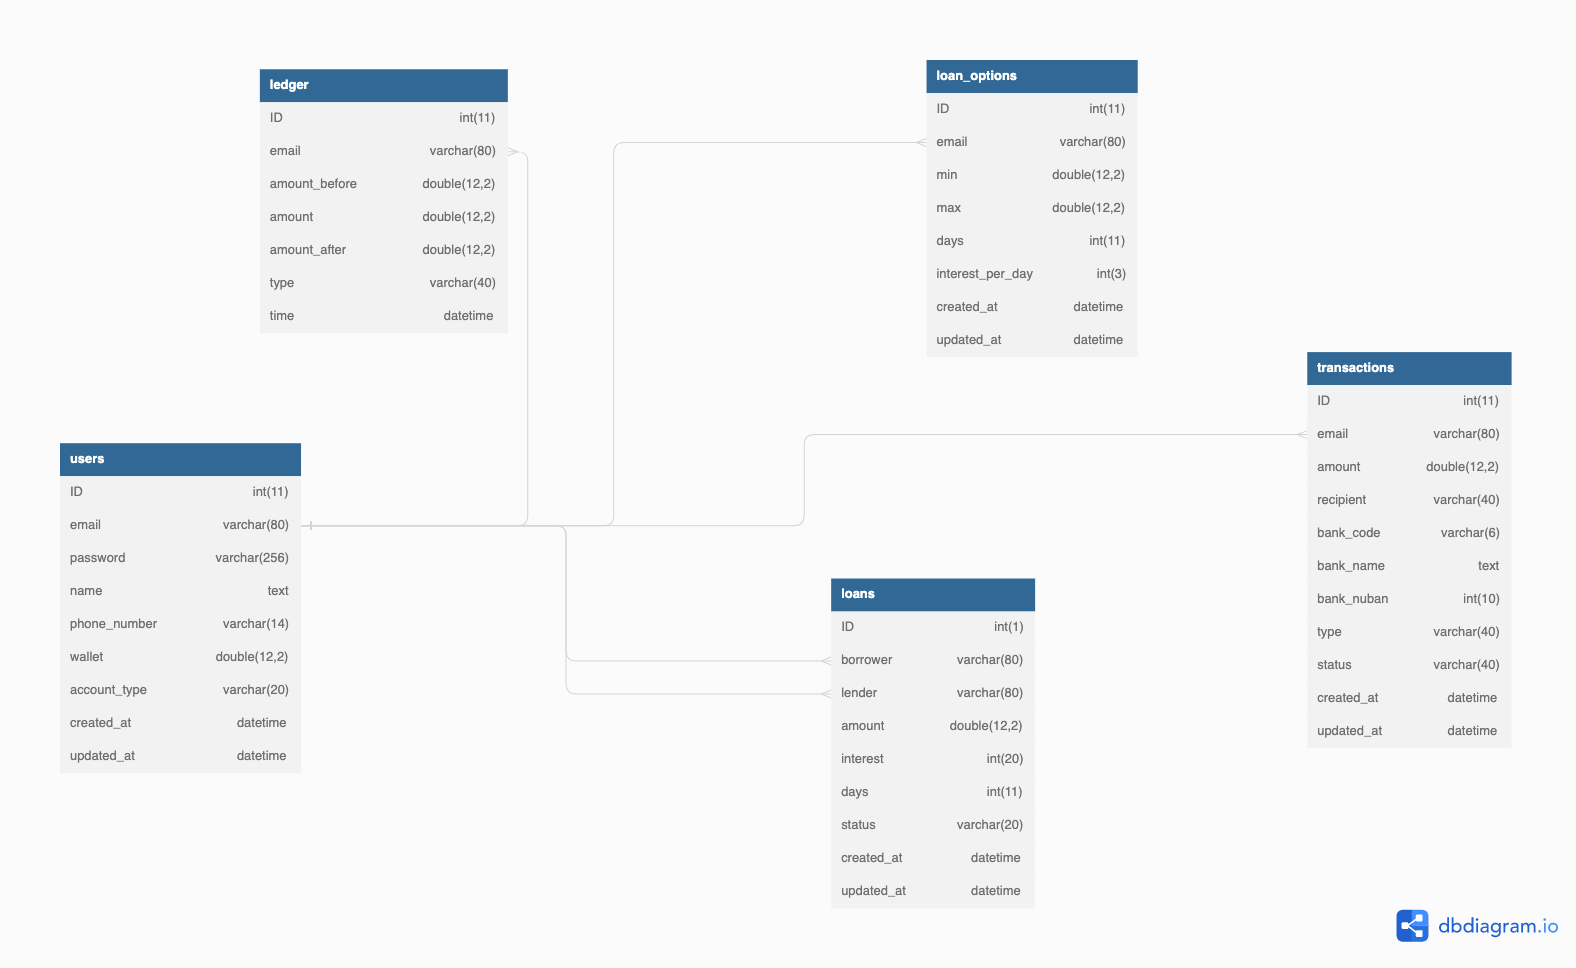 ledger
ID int(11)
email varchar(80)
amount_before double(12,2)
amount double(12,2)
amount_after double(12,2)
type varchar(40)
time datetime
loan_options
ID int(11)
email varchar(80)
min double(12,2)
max double(12,2)
days int(11)
interest_per_day int(3)
created_at datetime
updated_at datetime
transactions
ID int(11)
email varchar(80)
amount double(12,2)
recipient varchar(40)
bank_code varchar(6)
bank_name text
bank_nuban int(10)
type varchar(40)
status varchar(40)
created_at datetime
updated_at datetime
users
ID int(11)
email varchar(80)
password varchar(256)
name text
phone_number varchar(14)
wallet double(12,2)
account_type varchar(20)
created_at datetime
updated_at datetime
loans
ID int(1)
borrower varchar(80)
lender varchar(80)
amount double(12,2)
interest int(20)
days int(11)
status varchar(20)
created_at datetime
updated_at datetime
dbdiagram.io